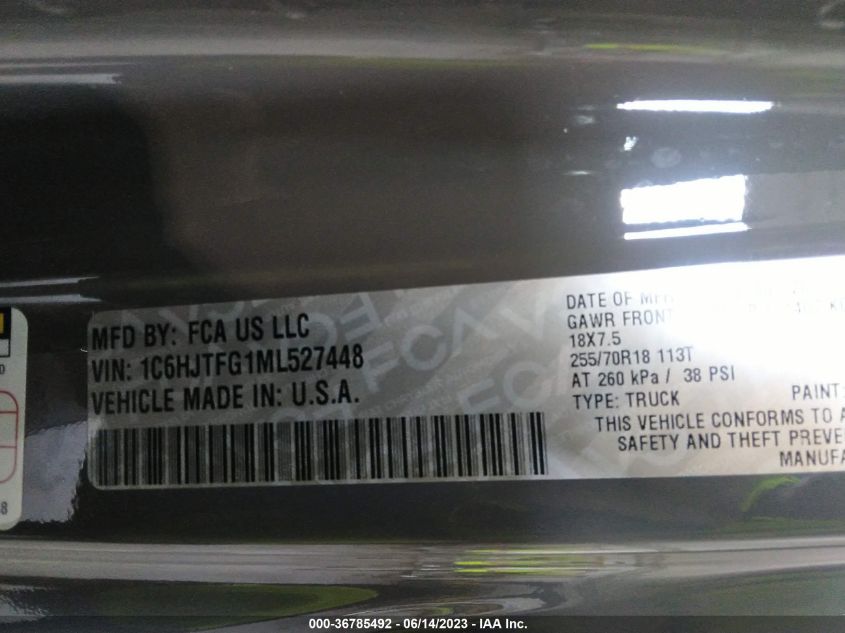 MFD BY: FCA US LLC
VIN: 1C6HJTFG1ML527448
VEHICLE MADE IN: U.S.A.
DATE OF MFR
GAWR FRONT
18X7.5
255/70R18 113T
AT 260 kPa / 38 PSI
TYPE: TRUCK PAINT:
THIS VEHICLE CONFORMS TO A
SAFETY AND THEFT PREVE
MANUFA
000-36785492 - 06/14/2023 - IAA Inc.